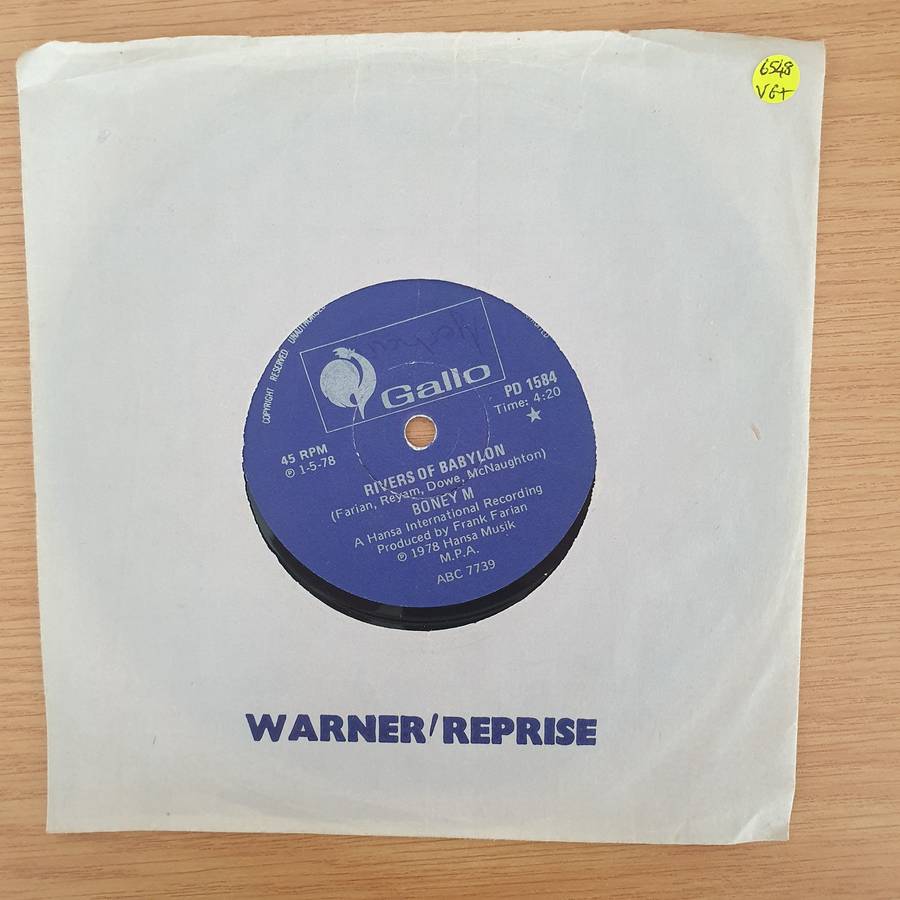 6548
VG+
COPYRIGHT RESERVED UNAUTHORISED
Gallo
PD 1584
Time: 4:20
45 RPM
℗ 1-5-78
RIVERS OF BABYLON
(Farian, Reyam, Dowe, McNaughton)
BONEY M
A Hansa International Recording
Produced by Frank Farian
℗ 1978 Hansa Musik
M.P.A.
ABC 7739
WARNER/REPRISE